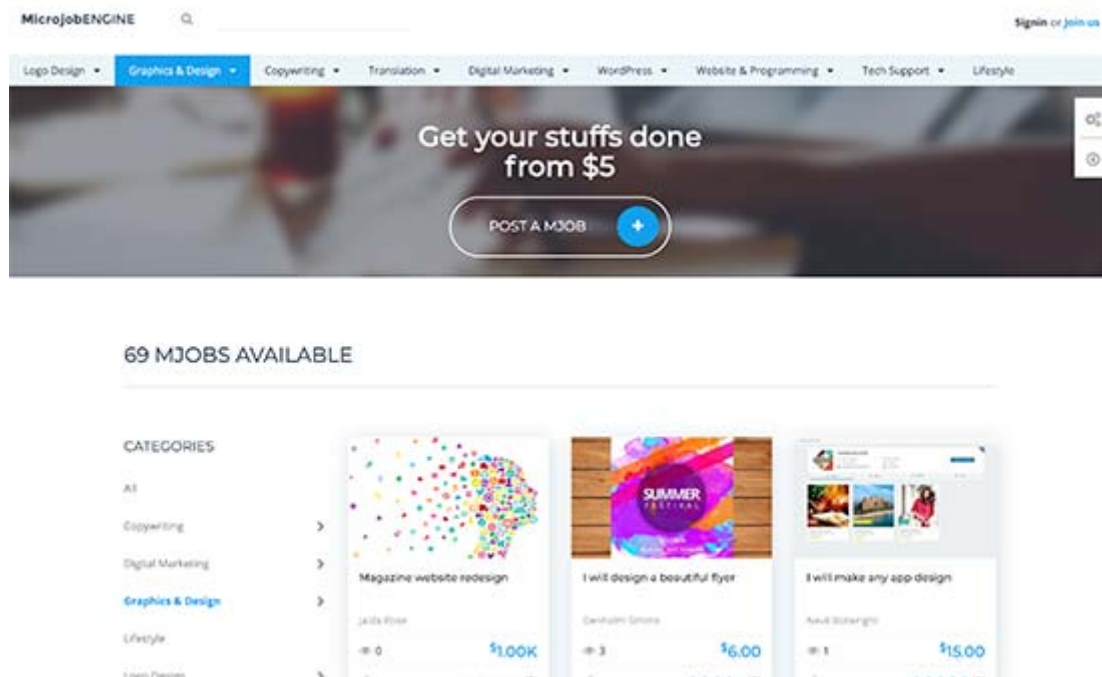 MicrojobENGINE
Signin or Join us
Logo Design Graphics & Design Copywriting Translation Digital Marketing WordPress Website & Programming Tech Support Lifestyle
Get your stuffs done
from $5
POST A MJOB
69 MJOBS AVAILABLE
CATEGORIES
All
Copywriting
Digital Marketing
Graphics & Design
Lifestyle
Logo Design
SUMMER
FESTIVAL
Magazine website redesign
I will design a beautiful flyer
I will make any app design
0 $1.00K
3 $6.00
1 $15.00